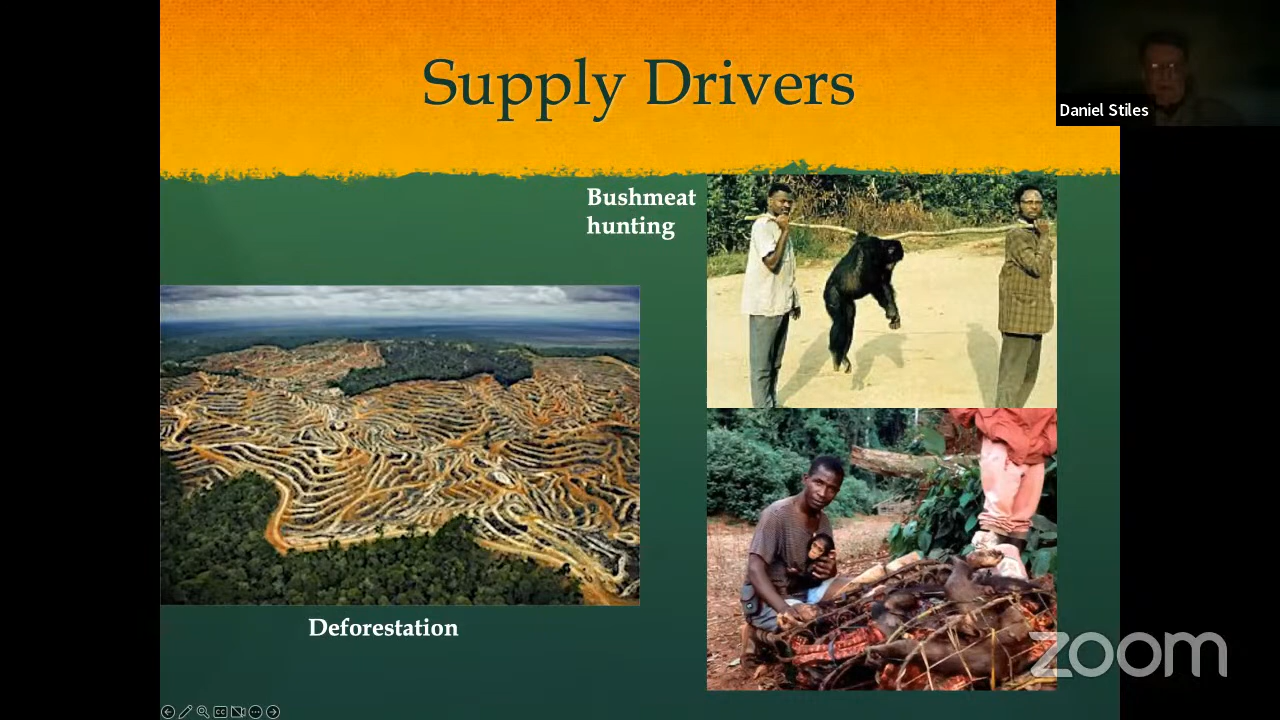 Supply Drivers
Daniel Stiles
Bushmeat
hunting
Deforestation
zoom